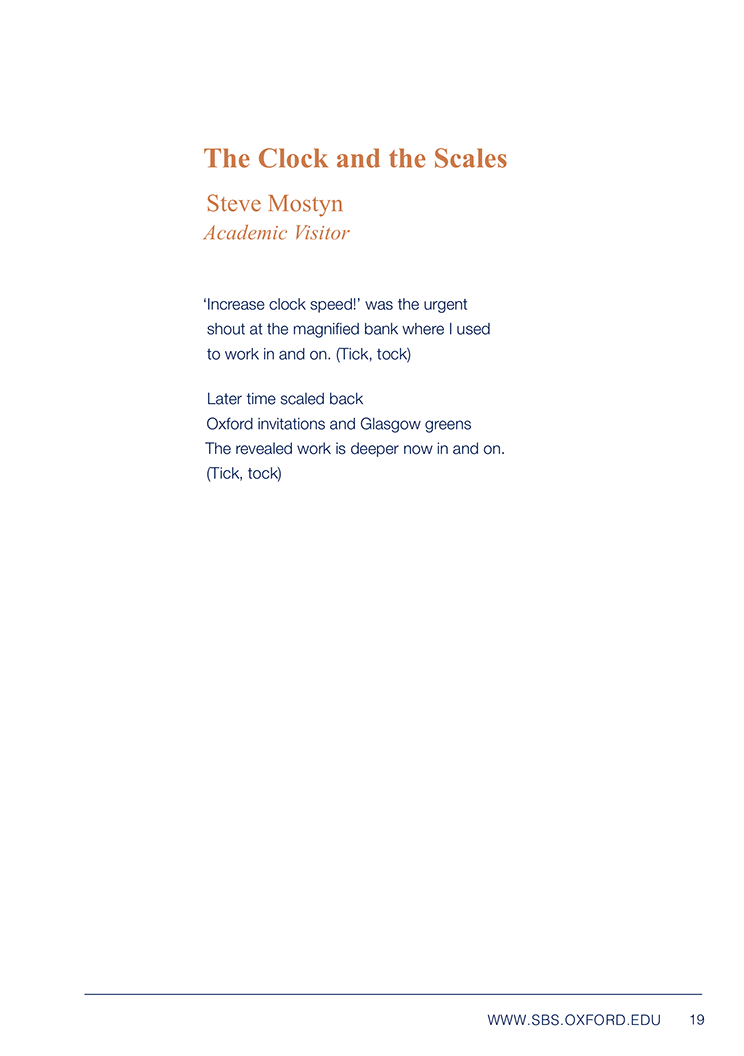 The Clock and the Scales
Steve Mostyn
Academic Visitor
‘Increase clock speed!’ was the urgent
shout at the magnified bank where I used
to work in and on. (Tick, tock)
Later time scaled back
Oxford invitations and Glasgow greens
The revealed work is deeper now in and on.
(Tick, tock)
WWW.SBS.OXFORD.EDU 19